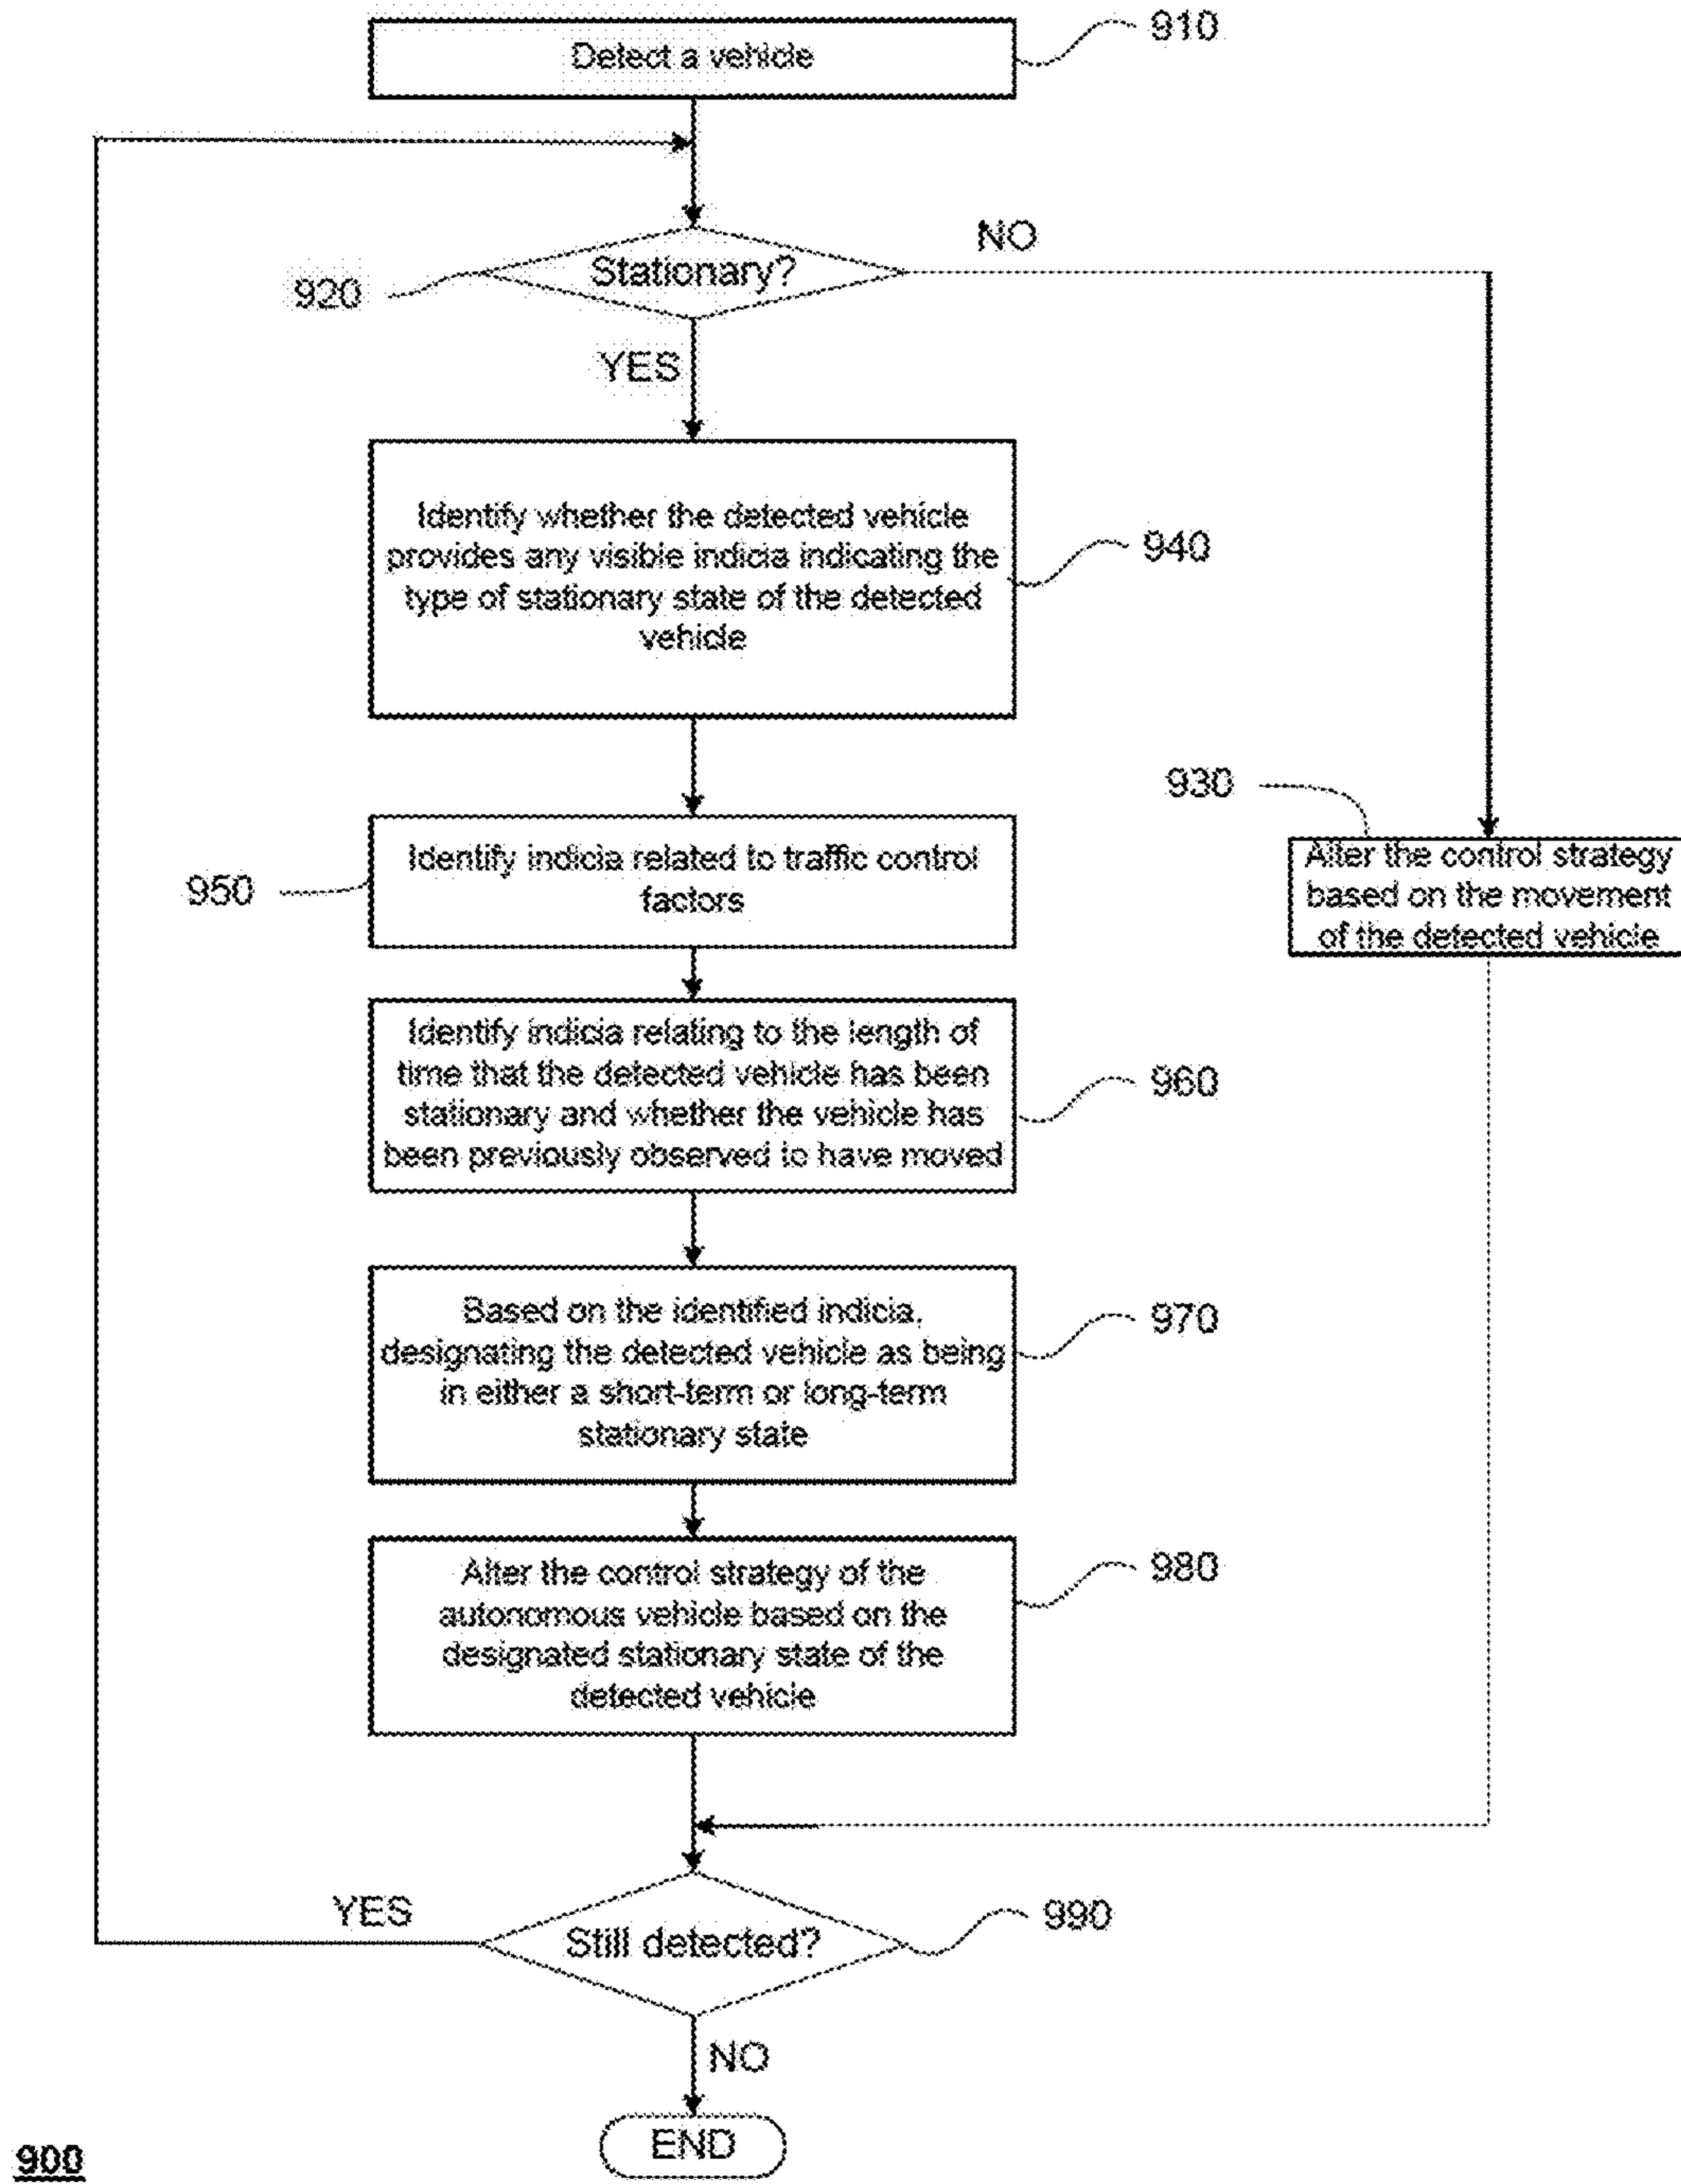 Detect a vehicle
910
Stationary?
NO
920
YES
Identify whether the detected vehicle
provides any visible indicia indicating the
type of stationary state of the detected
vehicle
940
930
Alter the control strategy
based on the movement
of the detected vehicle
Identify indicia related to traffic control
factors
950
Identify indicia relating to the length of
time that the detected vehicle has been
stationary and whether the vehicle has
been previously observed to have moved
960
Based on the identified indicia,
designating the detected vehicle as being
in either a short-term or long-term
stationary state
970
Alter the control strategy of the
autonomous vehicle based on the
designated stationary state of the
detected vehicle
980
YES
Still detected?
990
NO
END
900